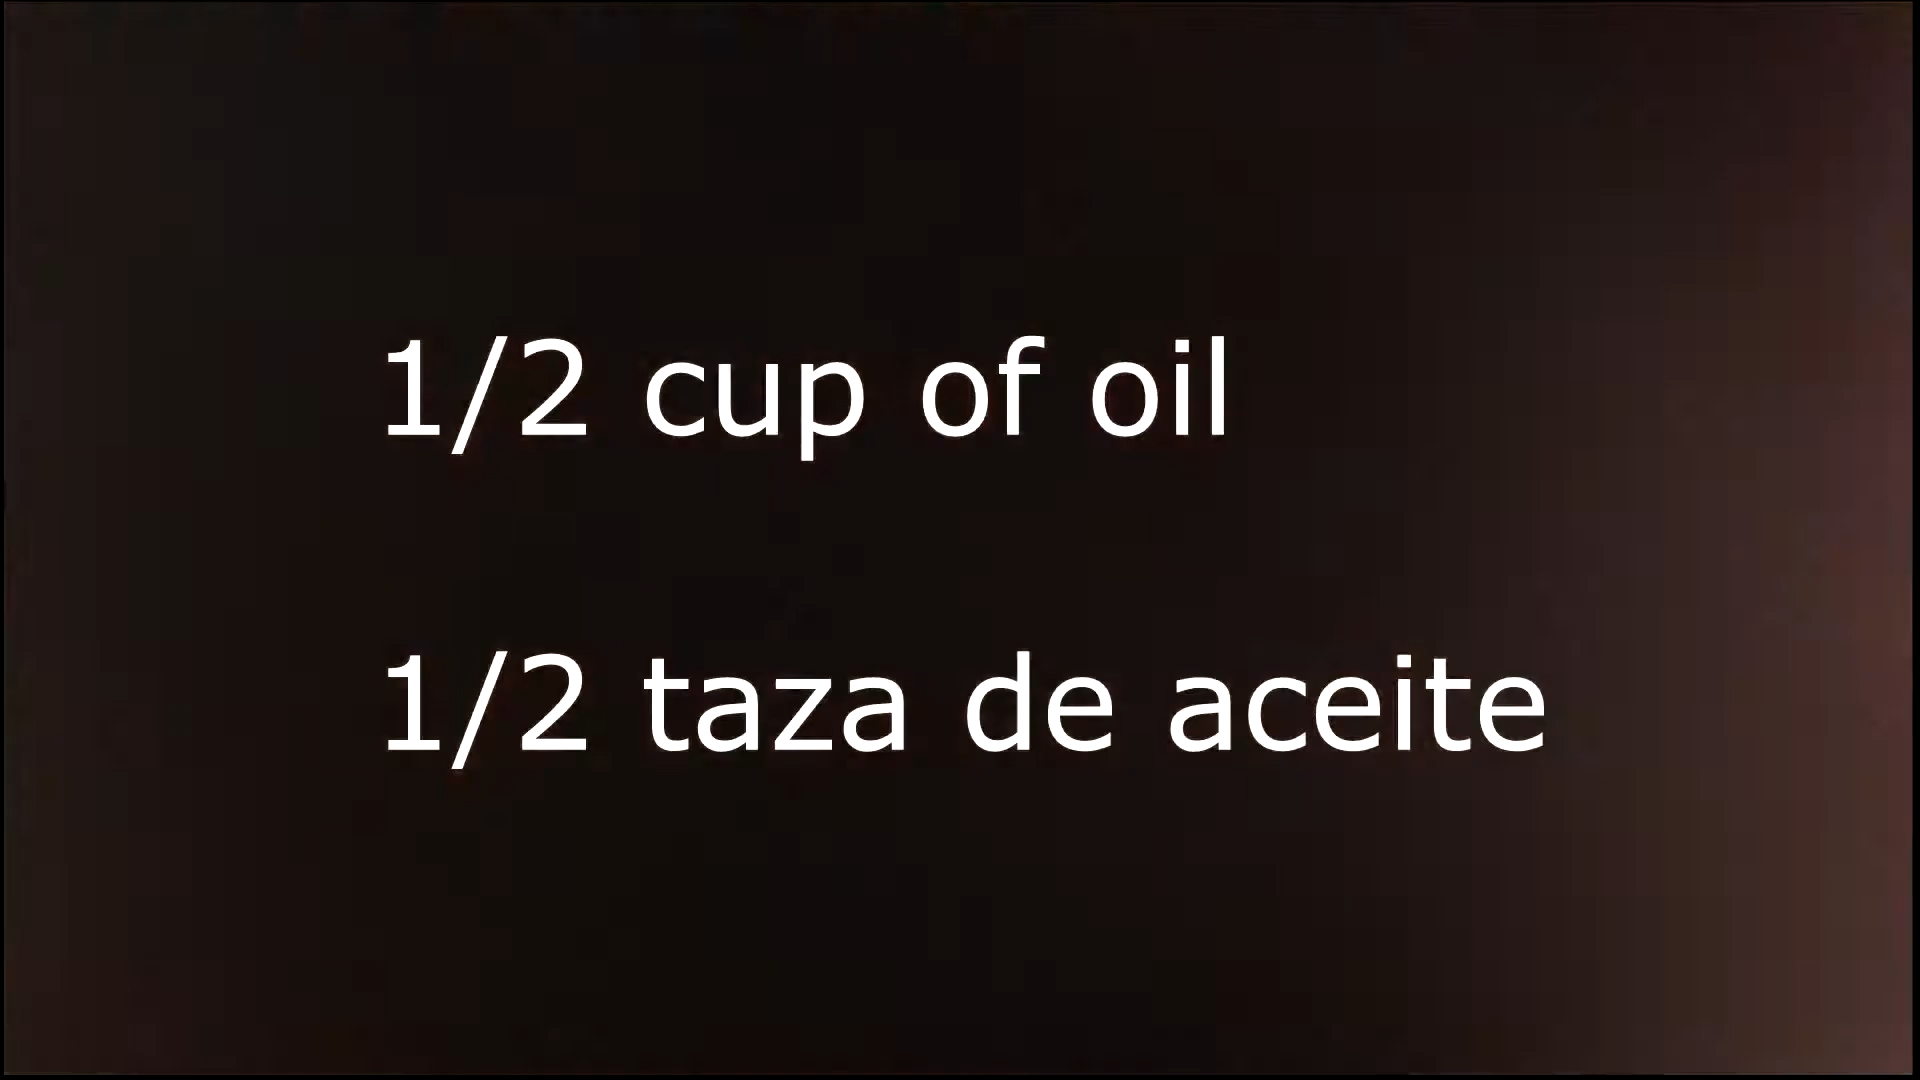 1/2 cup of oil
1/2 taza de aceite